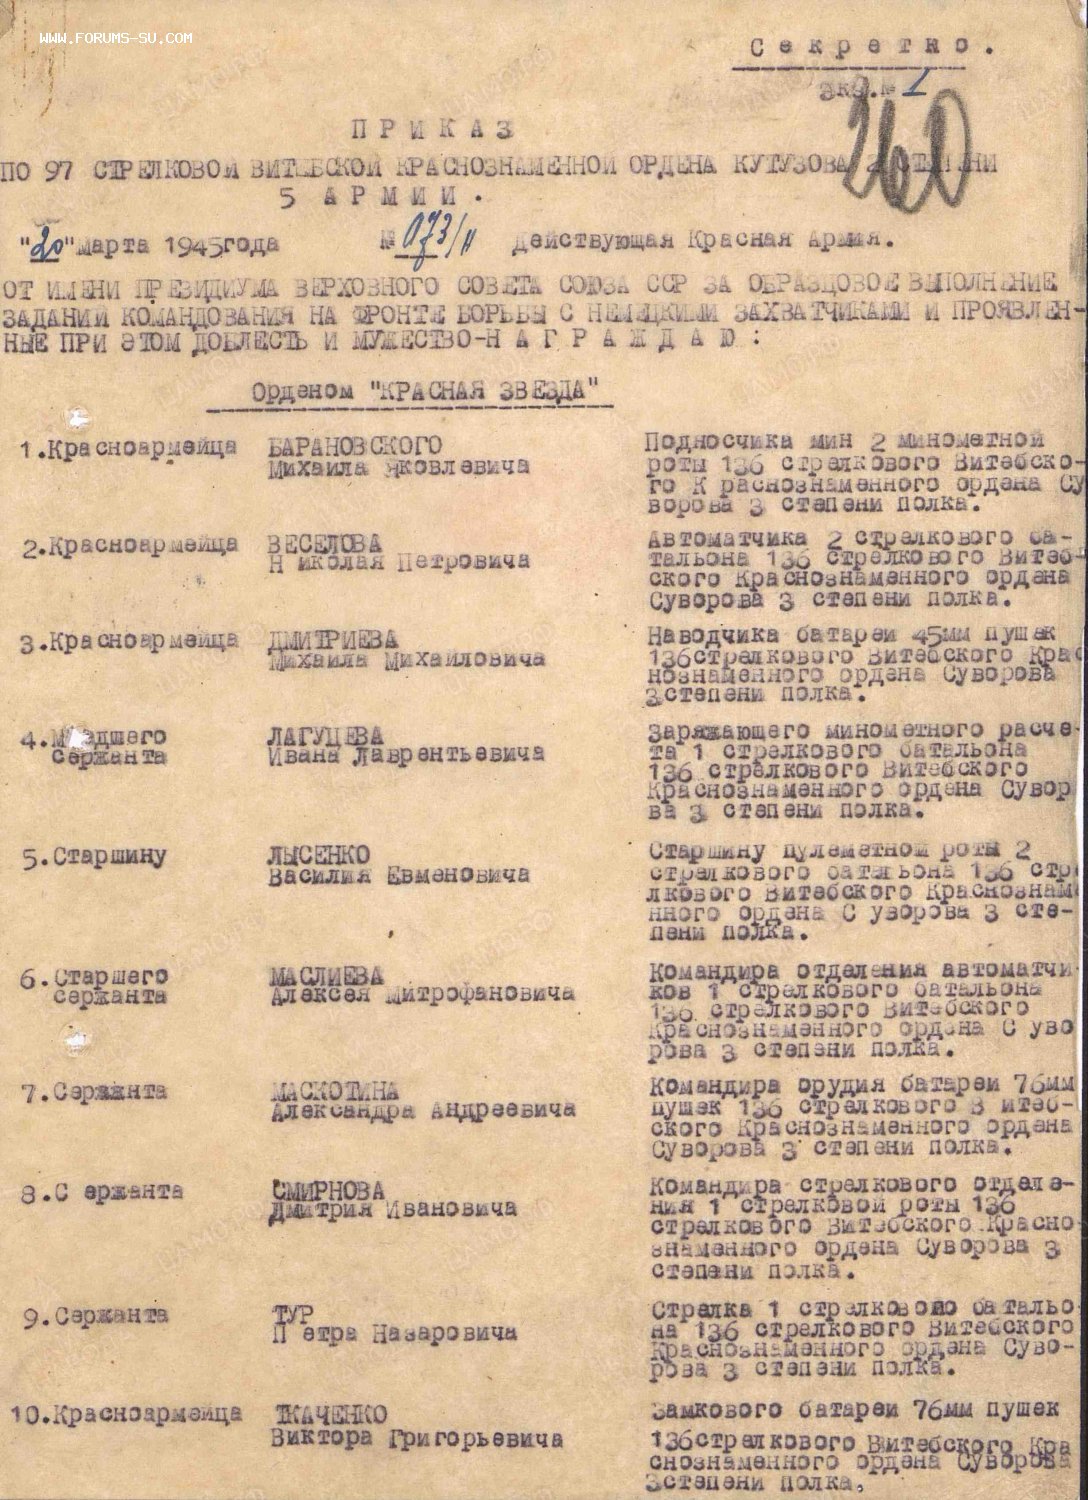 WWW.FORUMS-SU.COM
Секретно.
экз.№ 1
260
ПРИКАЗ
ПО 97 СТРЕЛКОВОЙ ВИТЕБСКОЙ КРАСНОЗНАМЕННОЙ ОРДЕНА КУТУЗОВА 2 СТЕПЕНИ
5 АРМИИ.
"20"марта 1945года № 073/н Действующая Красная Армия.
ОТ ИМЕНИ ПРЕЗИДИУМА ВЕРХОВНОГО СОВЕТА СОЮЗА ССР ЗА ОБРАЗЦОВОЕ ВЫПОЛНЕНИЕ
ЗАДАНИЙ КОМАНДОВАНИЯ НА ФРОНТЕ БОРЬБЫ С НЕМЕЦКИМИ ЗАХВАТЧИКАМИ И ПРОЯВЛЕН-
НЫЕ ПРИ ЭТОМ ДОБЛЕСТЬ И МУЖЕСТВО-НАГРАЖДАЮ:
Орденом "КРАСНАЯ ЗВЕЗДА"
1.Красноармейца БАРАНОВСКОГО
Михаила Яковлевича
Подносчика мин 2 минометной
роты 136 стрелкового Витебско-
го К раснознаменного ордена Су
ворова 3 степени полка.
2.Красноармейца ВЕСЕЛОВА
Н иколая Петровича
Автоматчика 2 стрелкового ба-
тальона 136 стрелкового Витеб-
ского Краснознаменного ордена
Суворова 3 степени полка.
3.Красноармейца ДМИТРИЕВА
Михаила Михайловича
Наводчика батареи 45мм пушек
136стрелкового Витебского Крас
нознаменного ордена Суворова
3степени полка.
4.Младшего ЛАГУЦЕВА
сержанта Ивана Лаврентьевича
Заряжающего минометного расче-
та 1 стрелкового батальона
136 стрелкового Витебского
Краснознаменного ордена Сувор
ва 3 степени полка.
5.Старшину ЛЫСЕНКО
Василия Евменовича
Старшину пулеметной роты 2
стрелкового батальона 136 стре
лкового Витебского Краснознам
нного ордена С уворова 3 сте-
пени полка.
6.Старшего МАСЛИЕВА
сержанта Алексея Митрофановича
Командира отделения автоматчи
ков 1 стрелкового батальона
136 стрелкового Витебского
Краснознаменного ордена С уво
рова 3 степени полка.
7.Сержанта МАСКОТИНА
Александра Андреевича
Командира орудия батареи 76мм
пушек 136 стрелкового В итеб-
ского Краснознаменного ордена
Суворова 3 степени полка.
8.С ержанта СМИРНОВА
Дмитрия Ивановича
Командира стрелкового отделе-
ния 1 стрелковой роты 136
стрелкового Витебского Красно
знаменного ордена Суворова 3
степени полка.
9.Сержанта ТУР
П етра Назаровича
Стрелка 1 стрелкового батальо-
на 136 стрелкового Витебского
Краснознаменного ордена Суво-
рова 3 степени полка.
10.Красноармейца ТКАЧЕНКО
Виктора Григорьевича
Замкового батареи 76мм пушек
136стрелкового Витебского Кра
снознаменного ордена Суворова
3степени полка.